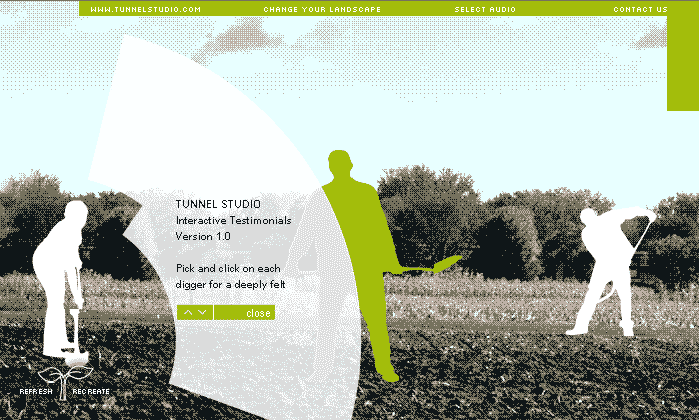 WWW.TUNNELSTUDIO.COM CHANGE YOUR LANDSCAPE SELECT AUDIO CONTACT US
TUNNEL STUDIO
Interactive Testimonials
Version 1.0
Pick and click on each
digger for a deeply felt
close
REFRESH RECREATE